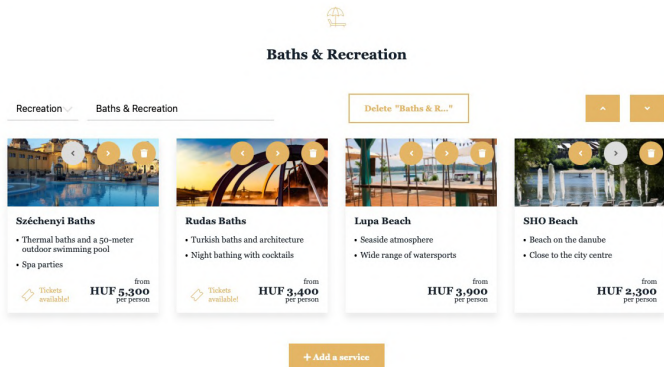 Baths & Recreation
Recreation
Baths & Recreation
Delete "Baths & R..."
Széchenyi Baths
• Thermal baths and a 50-meter
outdoor swimming pool
• Spa parties
Tickets
available!
from
HUF 5,300
per person
Rudas Baths
• Turkish baths and architecture
• Night bathing with cocktails
Tickets
available!
from
HUF 3,400
per person
Lupa Beach
• Seaside atmosphere
• Wide range of watersports
from
HUF 3,900
per person
SHO Beach
• Beach on the danube
• Close to the city centre
from
HUF 2,300
per person
+ Add a service